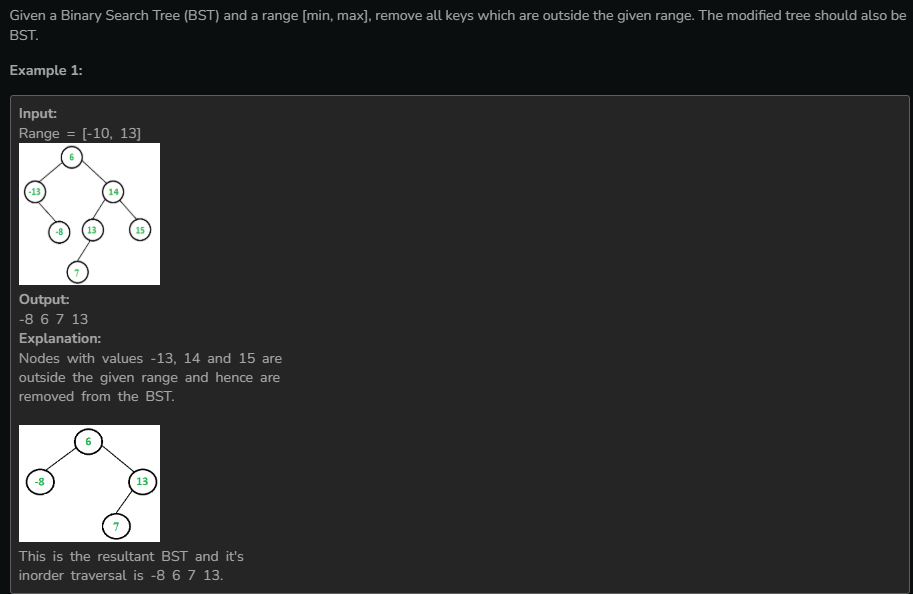 Given a Binary Search Tree (BST) and a range [min, max], remove all keys which are outside the given range. The modified tree should also be
BST.
Example 1:
Input:
Range = [-10, 13]
6
-13
14
-8
13
15
7
Output:
-8 6 7 13
Explanation:
Nodes with values -13, 14 and 15 are
outside the given range and hence are
removed from the BST.
6
-8
13
7
This is the resultant BST and it's
inorder traversal is -8 6 7 13.